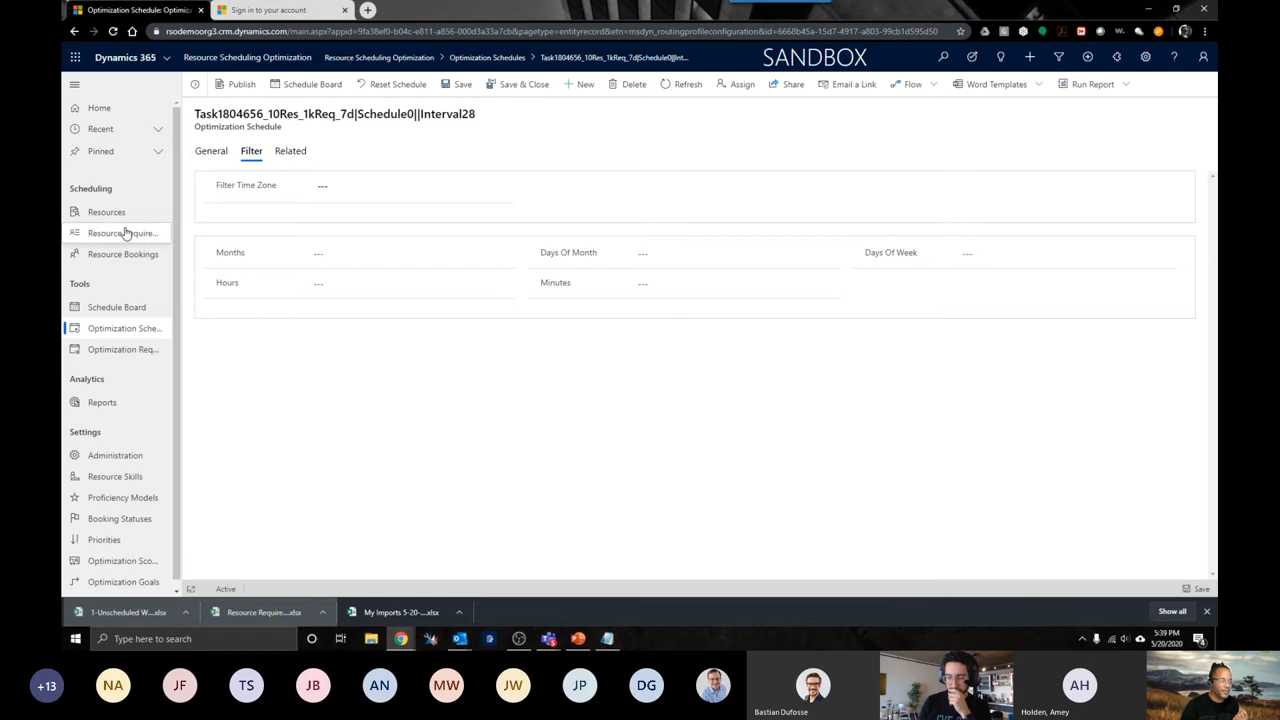 Optimization Schedule: Optimiz
Sign in to your account
rsodemoorg3.crm.dynamics.com/main.aspx?appid=9fa38ef0-b04c-e811-a856-000d3a33a7cb&pagetype=entityrecord&etn=msdyn_routingprofileconfiguration&id=6668b45a-15d7-4917-a803-99cb1d595d50
Dynamics 365
Resource Scheduling Optimization
Resource Scheduling Optimization
Optimization Schedules
Task1804656_10Res_1kReq_7d|Schedule0||Int...
SANDBOX
Publish
Schedule Board
Reset Schedule
Save
Save & Close
New
Delete
Refresh
Assign
Share
Email a Link
Flow
Word Templates
Run Report
Home
Recent
Pinned
Scheduling
Resources
Resource Require...
Resource Bookings
Tools
Schedule Board
Optimization Sche...
Optimization Req...
Analytics
Reports
Settings
Administration
Resource Skills
Proficiency Models
Booking Statuses
Priorities
Optimization Sco...
Optimization Goals
Task1804656_10Res_1kReq_7d|Schedule0||Interval28
Optimization Schedule
General
Filter
Related
Filter Time Zone
---
Months
---
Days Of Month
---
Days Of Week
---
Hours
---
Minutes
---
Active
Save
1-Unscheduled W....xlsx
Resource Require....xlsx
My Imports 5-20-....xlsx
Show all
Type here to search
5:39 PM
5/20/2020
4
+13
NA
JF
TS
JB
AN
MW
JW
JP
DG
Bastian Dufosse
AH
Holden, Amey